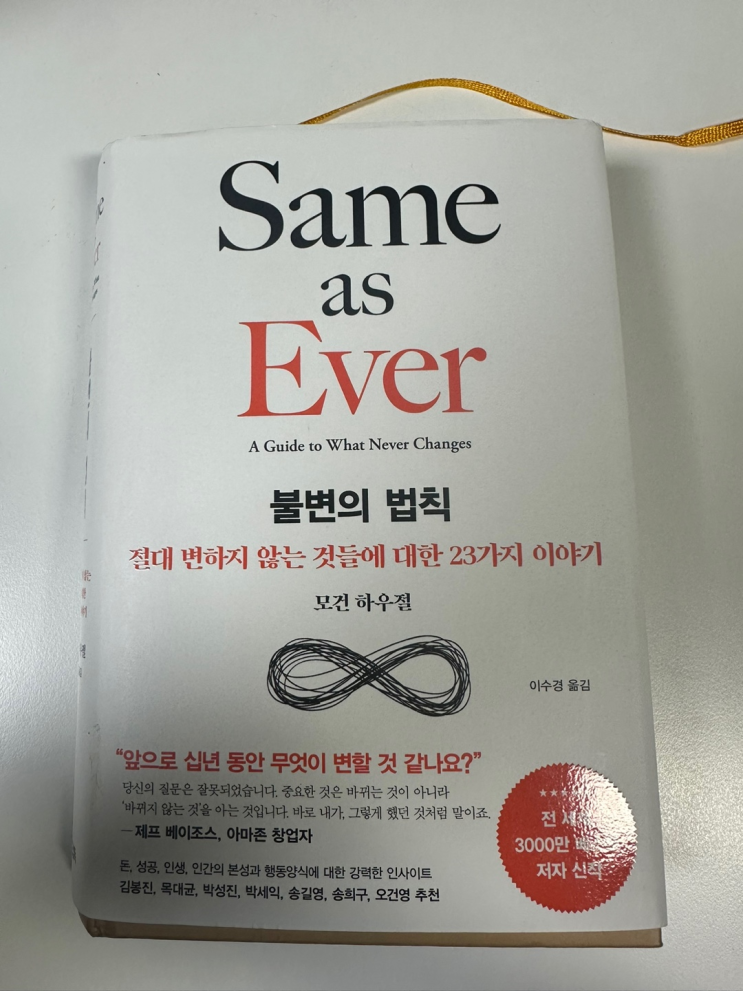 Same
as
Ever
A Guide to What Never Changes
불변의 법칙
절대 변하지 않는 것들에 대한 23가지 이야기
모건 하우절
이수경 옮김
“앞으로 십년 동안 무엇이 변할 것 같나요?”
당신의 질문은 잘못되었습니다. 중요한 것은 바뀌는 것이 아니라
‘바뀌지 않는 것’을 아는 것입니다. 바로 내가, 그렇게 했던 것처럼 말이죠.
― 제프 베이조스, 아마존 창업자
돈, 성공, 인생, 인간의 본성과 행동양식에 대한 강력한 인사이트
김봉진, 목대균, 박성진, 박세익, 송길영, 송희구, 오건영 추천
전
3000만
저자 신작